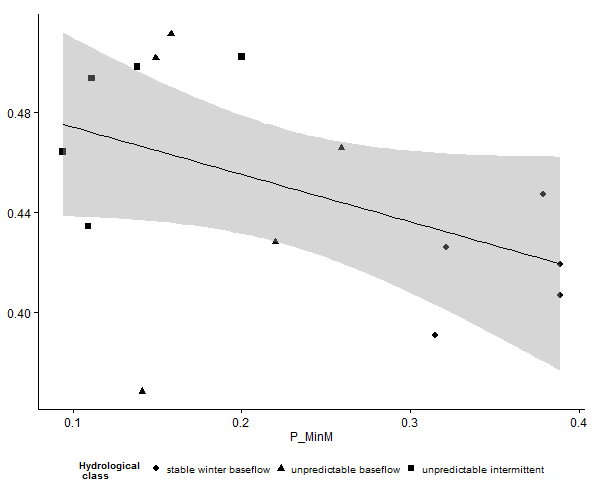 0.48
0.44
0.40
0.1 0.2 0.3 0.4
P_MinM
Hydrological
class
stable winter baseflow unpredictable baseflow unpredictable intermittent